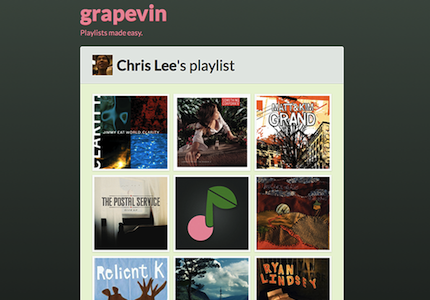 grapevin
Playlists made easy.
Chris Lee's playlist
CLARITY
JIMMY EAT WORLD CLARITY
MATT & KIM
GRAND
THE POSTAL SERVICE
Relient K
RYAN
LINDSEY